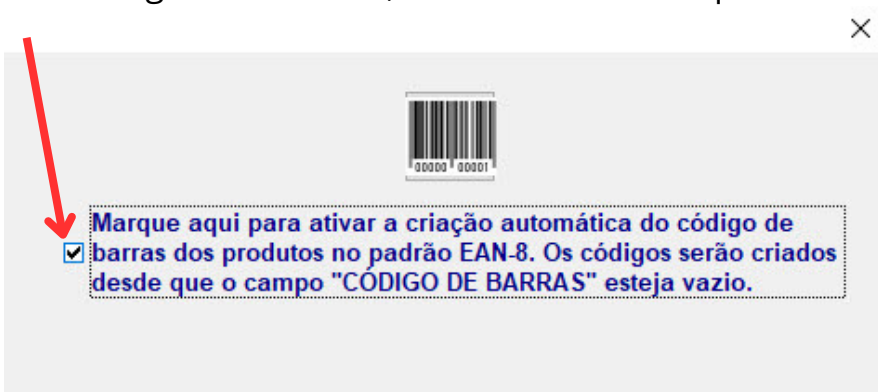 00000 00001
Marque aqui para ativar a criação automática do código de
barras dos produtos no padrão EAN-8. Os códigos serão criados
desde que o campo "CÓDIGO DE BARRAS" esteja vazio.